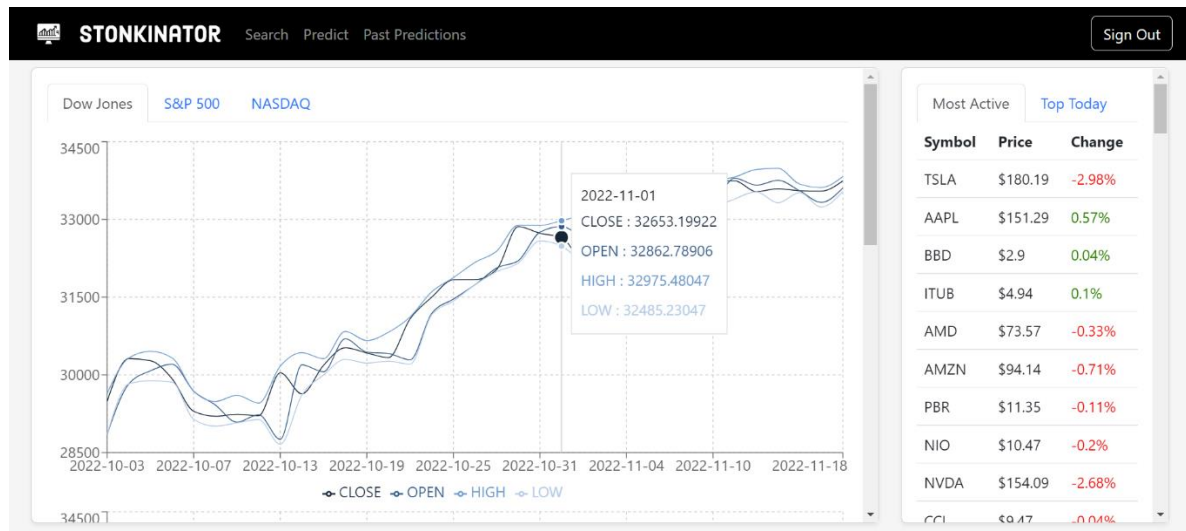 STONKINATOR Search Predict Past Predictions Sign Out
Dow Jones S&P 500 NASDAQ
34500
33000
31500
30000
28500
2022-10-03 2022-10-07 2022-10-13 2022-10-19 2022-10-25 2022-10-31 2022-11-04 2022-11-10 2022-11-18
2022-11-01
CLOSE : 32653.19922
OPEN : 32862.78906
HIGH : 32975.48047
LOW : 32485.23047
CLOSE OPEN HIGH LOW
34500
Most Active Top Today
Symbol Price Change
TSLA $180.19 -2.98%
AAPL $151.29 0.57%
BBD $2.9 0.04%
ITUB $4.94 0.1%
AMD $73.57 -0.33%
AMZN $94.14 -0.71%
PBR $11.35 -0.11%
NIO $10.47 -0.2%
NVDA $154.09 -2.68%
CCL $9.47 -0.04%